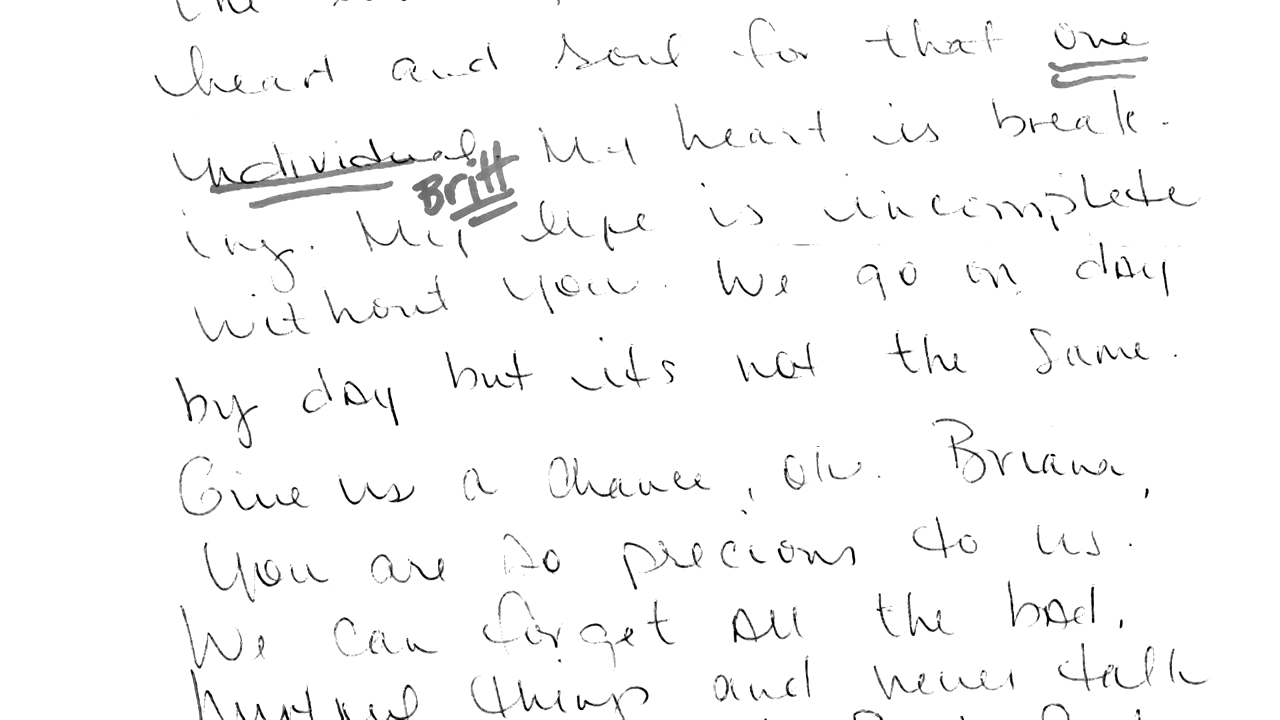 heart and soul for that one
individual. My heart is break-
Britt
ing. My life is incomplete
without you. We go on day
by day but its not the same.
Give us a chance, ok. Briana,
you are so precious to us.
We can forget all the bad,
hurtful things and never talk